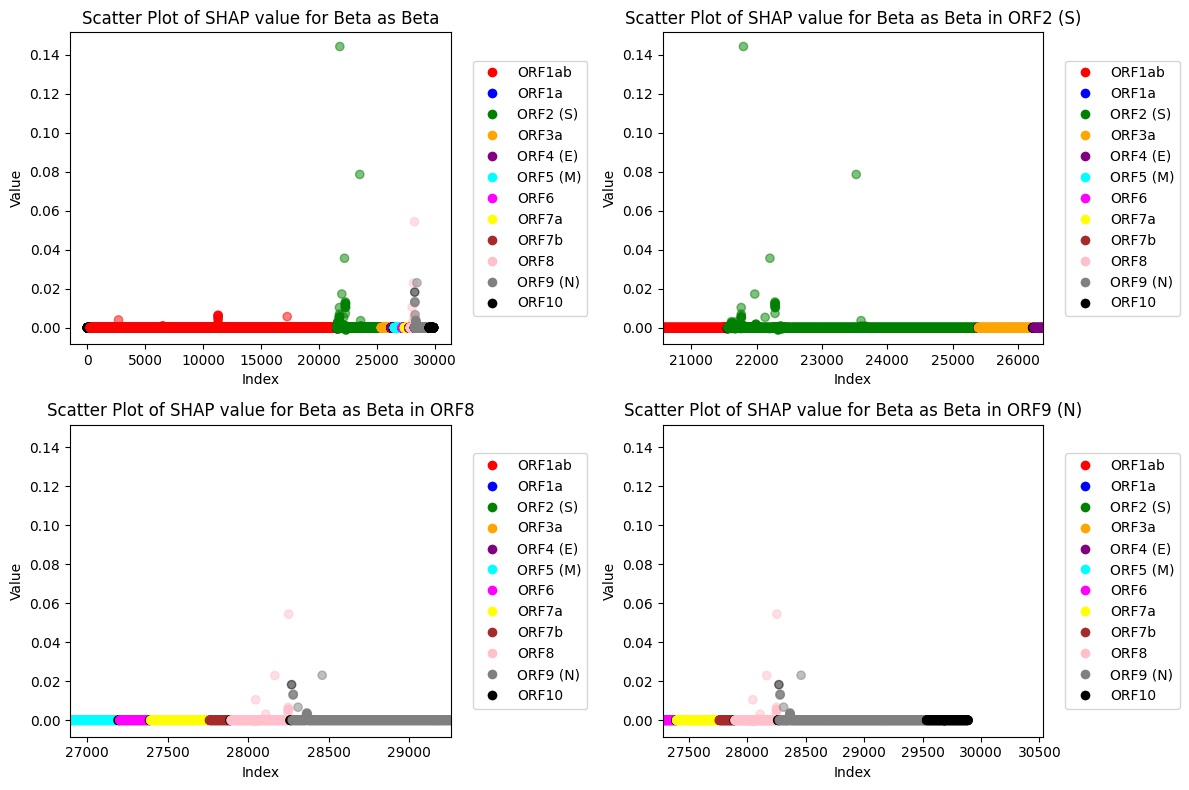 Scatter Plot of SHAP value for Beta as Beta
Value
0.14
0.12
0.10
0.08
0.06
0.04
0.02
0.00
0 5000 10000 15000 20000 25000 30000
Index
ORF1ab
ORF1a
ORF2 (S)
ORF3a
ORF4 (E)
ORF5 (M)
ORF6
ORF7a
ORF7b
ORF8
ORF9 (N)
ORF10
Scatter Plot of SHAP value for Beta as Beta in ORF2 (S)
Value
0.14
0.12
0.10
0.08
0.06
0.04
0.02
0.00
21000 22000 23000 24000 25000 26000
Index
ORF1ab
ORF1a
ORF2 (S)
ORF3a
ORF4 (E)
ORF5 (M)
ORF6
ORF7a
ORF7b
ORF8
ORF9 (N)
ORF10
Scatter Plot of SHAP value for Beta as Beta in ORF8
Value
0.14
0.12
0.10
0.08
0.06
0.04
0.02
0.00
27000 27500 28000 28500 29000
Index
ORF1ab
ORF1a
ORF2 (S)
ORF3a
ORF4 (E)
ORF5 (M)
ORF6
ORF7a
ORF7b
ORF8
ORF9 (N)
ORF10
Scatter Plot of SHAP value for Beta as Beta in ORF9 (N)
Value
0.14
0.12
0.10
0.08
0.06
0.04
0.02
0.00
27500 28000 28500 29000 29500 30000 30500
Index
ORF1ab
ORF1a
ORF2 (S)
ORF3a
ORF4 (E)
ORF5 (M)
ORF6
ORF7a
ORF7b
ORF8
ORF9 (N)
ORF10